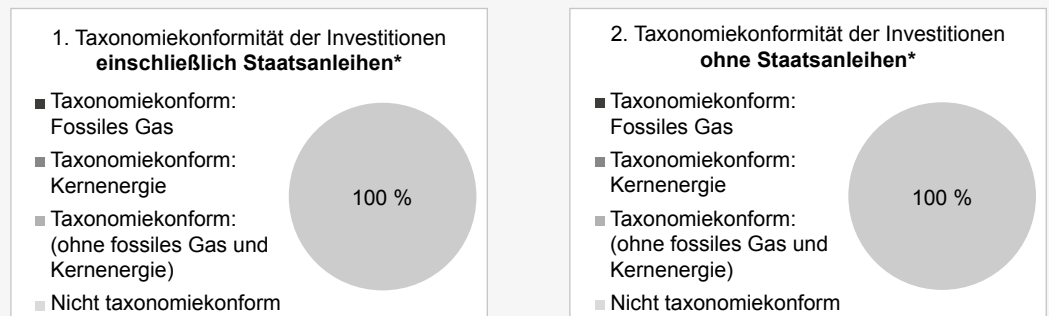 1. Taxonomiekonformität der Investitionen
einschließlich Staatsanleihen*
Taxonomiekonform:
Fossiles Gas
Taxonomiekonform:
Kernenergie
Taxonomiekonform:
(ohne fossiles Gas und
Kernenergie)
Nicht taxonomiekonform
100 %
2. Taxonomiekonformität der Investitionen
ohne Staatsanleihen*
Taxonomiekonform:
Fossiles Gas
Taxonomiekonform:
Kernenergie
Taxonomiekonform:
(ohne fossiles Gas und
Kernenergie)
Nicht taxonomiekonform
100 %